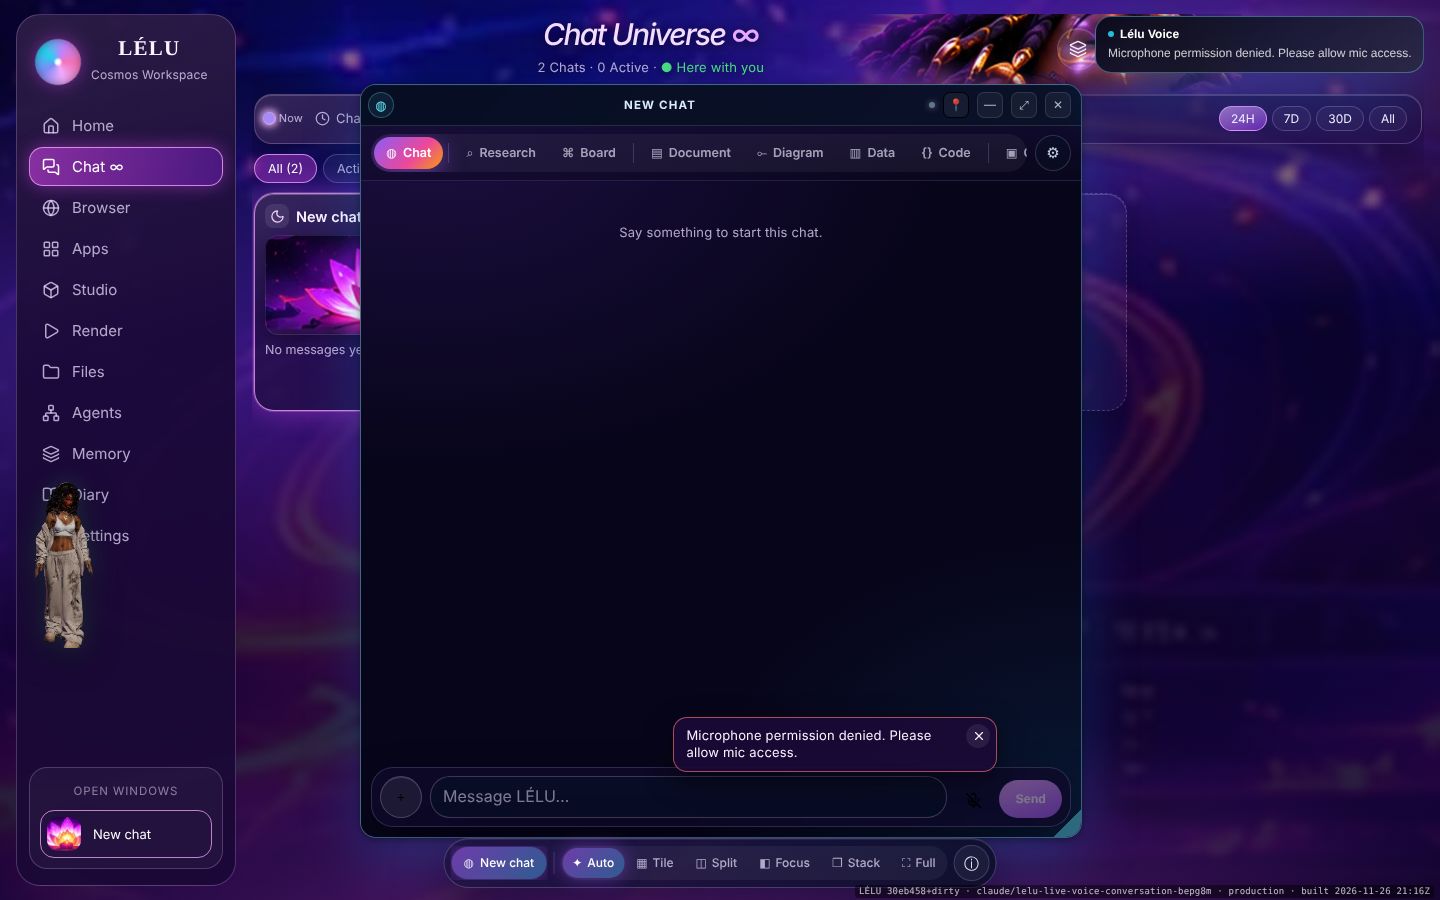 LÉLU
Cosmos Workspace
Home
Chat ∞
Browser
Apps
Studio
Render
Files
Agents
Memory
Diary
ettings
OPEN WINDOWS
New chat
Chat Universe ∞
2 Chats · 0 Active · Here with you
Lélu Voice
Microphone permission denied. Please allow mic access.
Now
Cha
24H
7D
30D
All
All (2)
Acti
New chat
No messages ye
NEW CHAT
Chat
Research
Board
Document
Diagram
Data
{} Code
Say something to start this chat.
Microphone permission denied. Please
allow mic access.
+
Message LÉLU...
Send
New chat
Auto
Tile
Split
Focus
Stack
Full
LÉLU 30eb458+dirty · claude/lelu-live-voice-conversation-bepg8m · production · built 2026-11-26 21:16Z